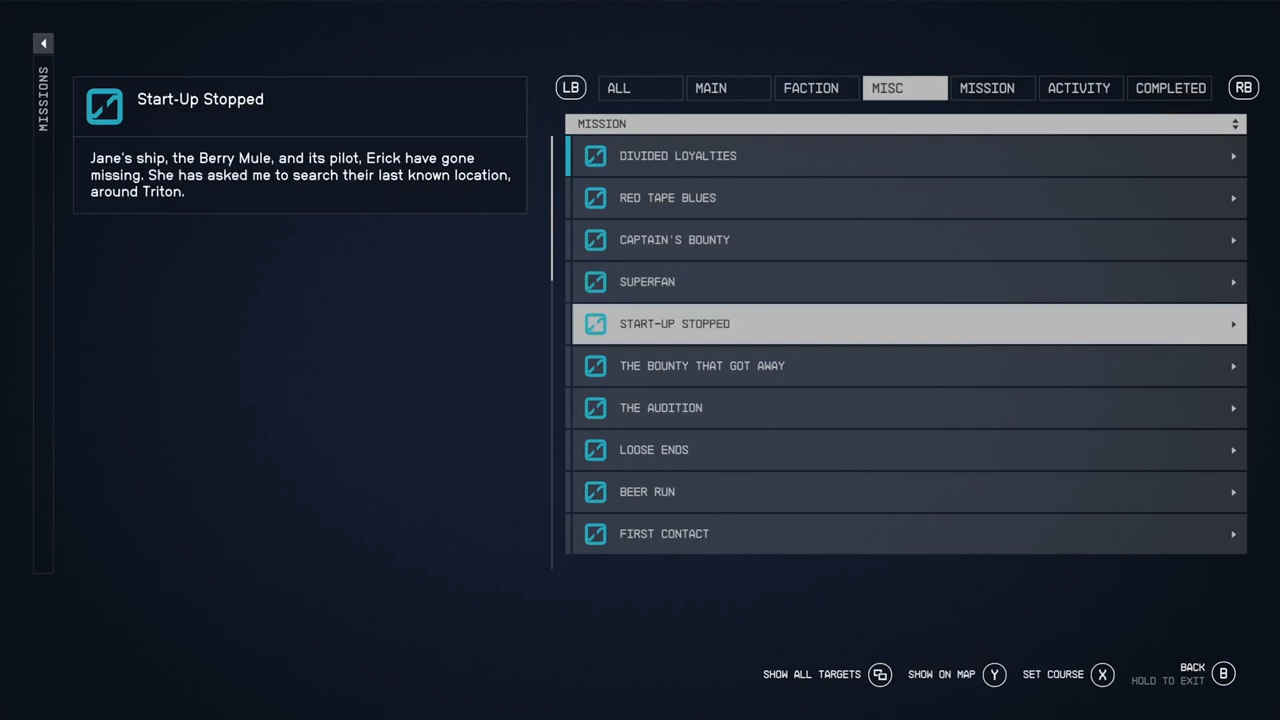 MISSIONS
Start-Up Stopped
Jane's ship, the Berry Mule, and its pilot, Erick have gone
missing. She has asked me to search their last known location,
around Triton.
LB ALL MAIN FACTION MISC MISSION ACTIVITY COMPLETED RB
MISSION
DIVIDED LOYALTIES
RED TAPE BLUES
CAPTAIN'S BOUNTY
SUPERFAN
START-UP STOPPED
THE BOUNTY THAT GOT AWAY
THE AUDITION
LOOSE ENDS
BEER RUN
FIRST CONTACT
SHOW ALL TARGETS SHOW ON MAP Y SET COURSE X BACK B
HOLD TO EXIT